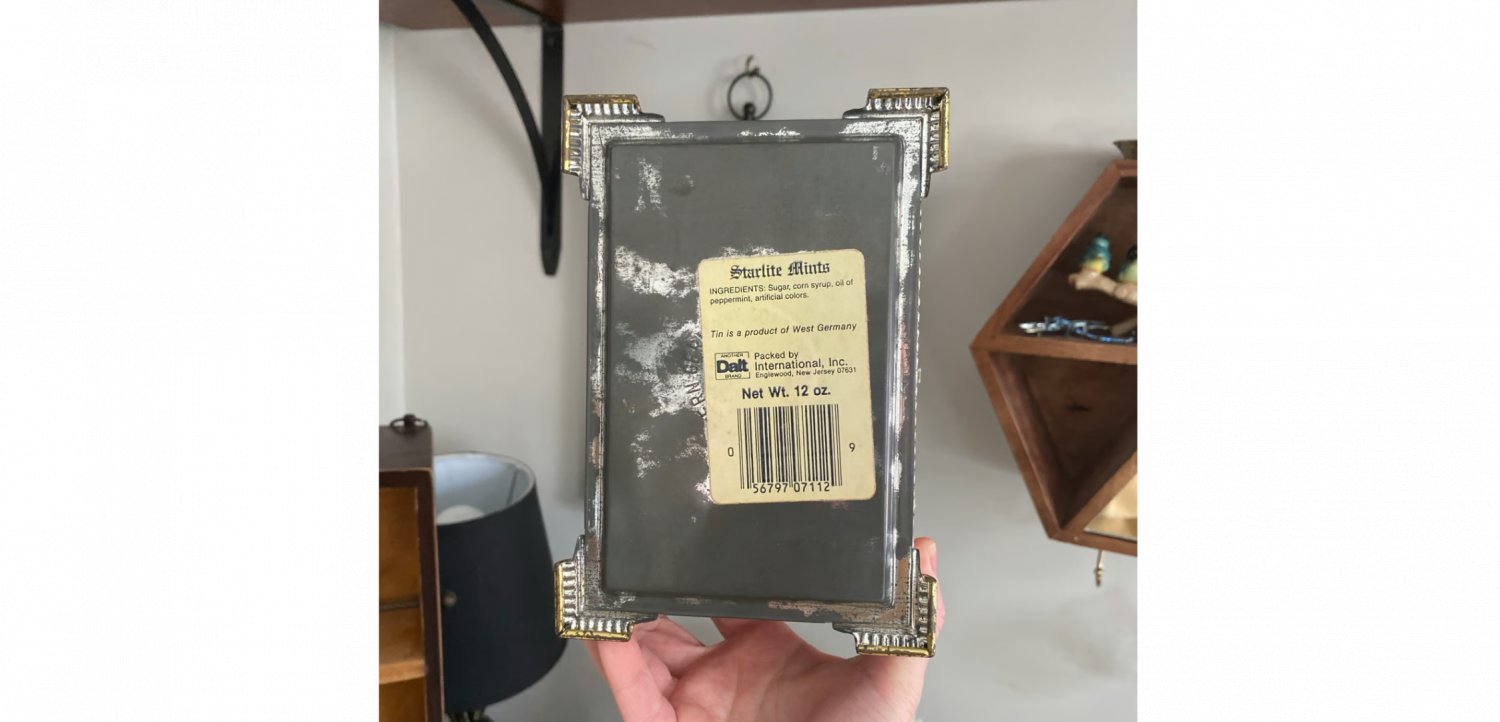 Starlite Mints
INGREDIENTS: Sugar, corn syrup, oil of
peppermint, artificial colors.
Tin is a product of West Germany
ANOTHER
Dalt
BRAND
Packed by
International, Inc.
Englewood, New Jersey 07631
Net Wt. 12 oz.
0 9
56797 07112